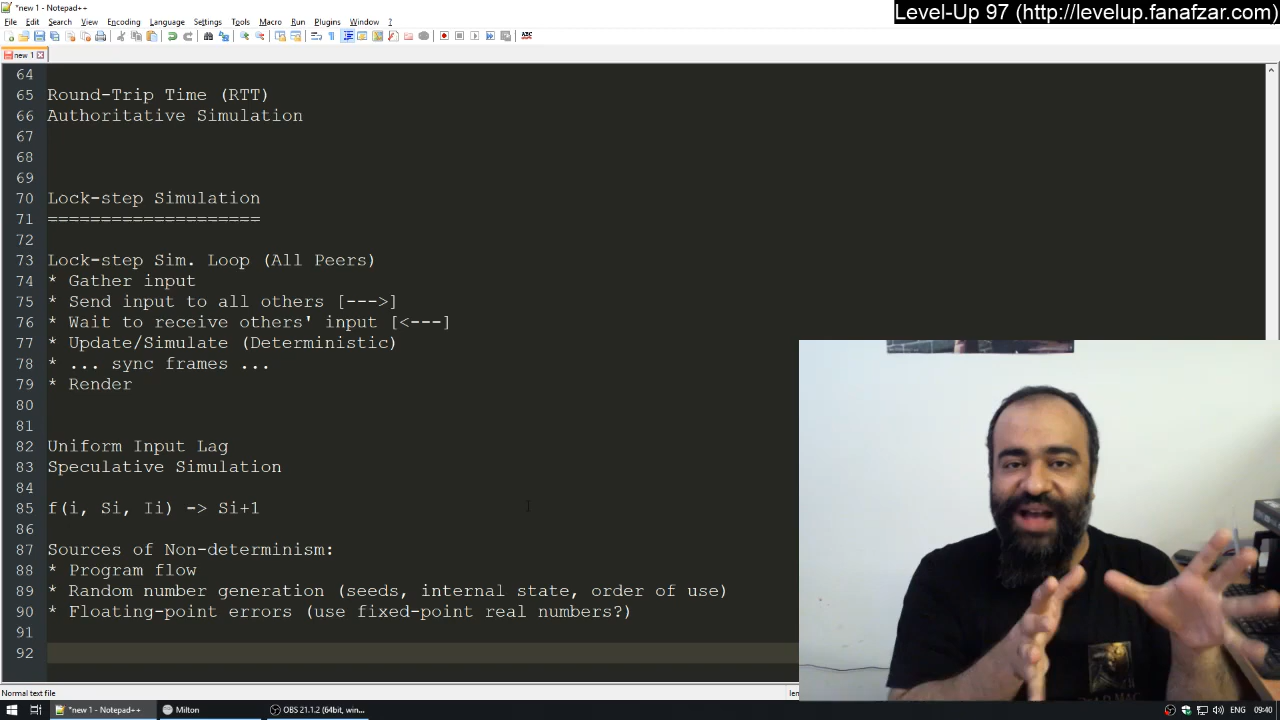 *new 1 - Notepad++
Level-Up 97 (http://levelup.fanafzar.com)
File Edit Search View Encoding Language Settings Tools Macro Run Plugins Window ?
ABC
new 1
64
65 Round-Trip Time (RTT)
66 Authoritative Simulation
67
68
69
70 Lock-step Simulation
71 ====================
72
73 Lock-step Sim. Loop (All Peers)
74 * Gather input
75 * Send input to all others [--->]
76 * Wait to receive others' input [<---]
77 * Update/Simulate (Deterministic)
78 * ... sync frames ...
79 * Render
80
81
82 Uniform Input Lag
83 Speculative Simulation
84
85 f(i, Si, Ii) -> Si+1
86
87 Sources of Non-determinism:
88 * Program flow
89 * Random number generation (seeds, internal state, order of use)
90 * Floating-point errors (use fixed-point real numbers?)
91
92
Normal text file
*new 1 - Notepad++ Milton OBS 21.1.2 (64bit, win... ENG 09:40